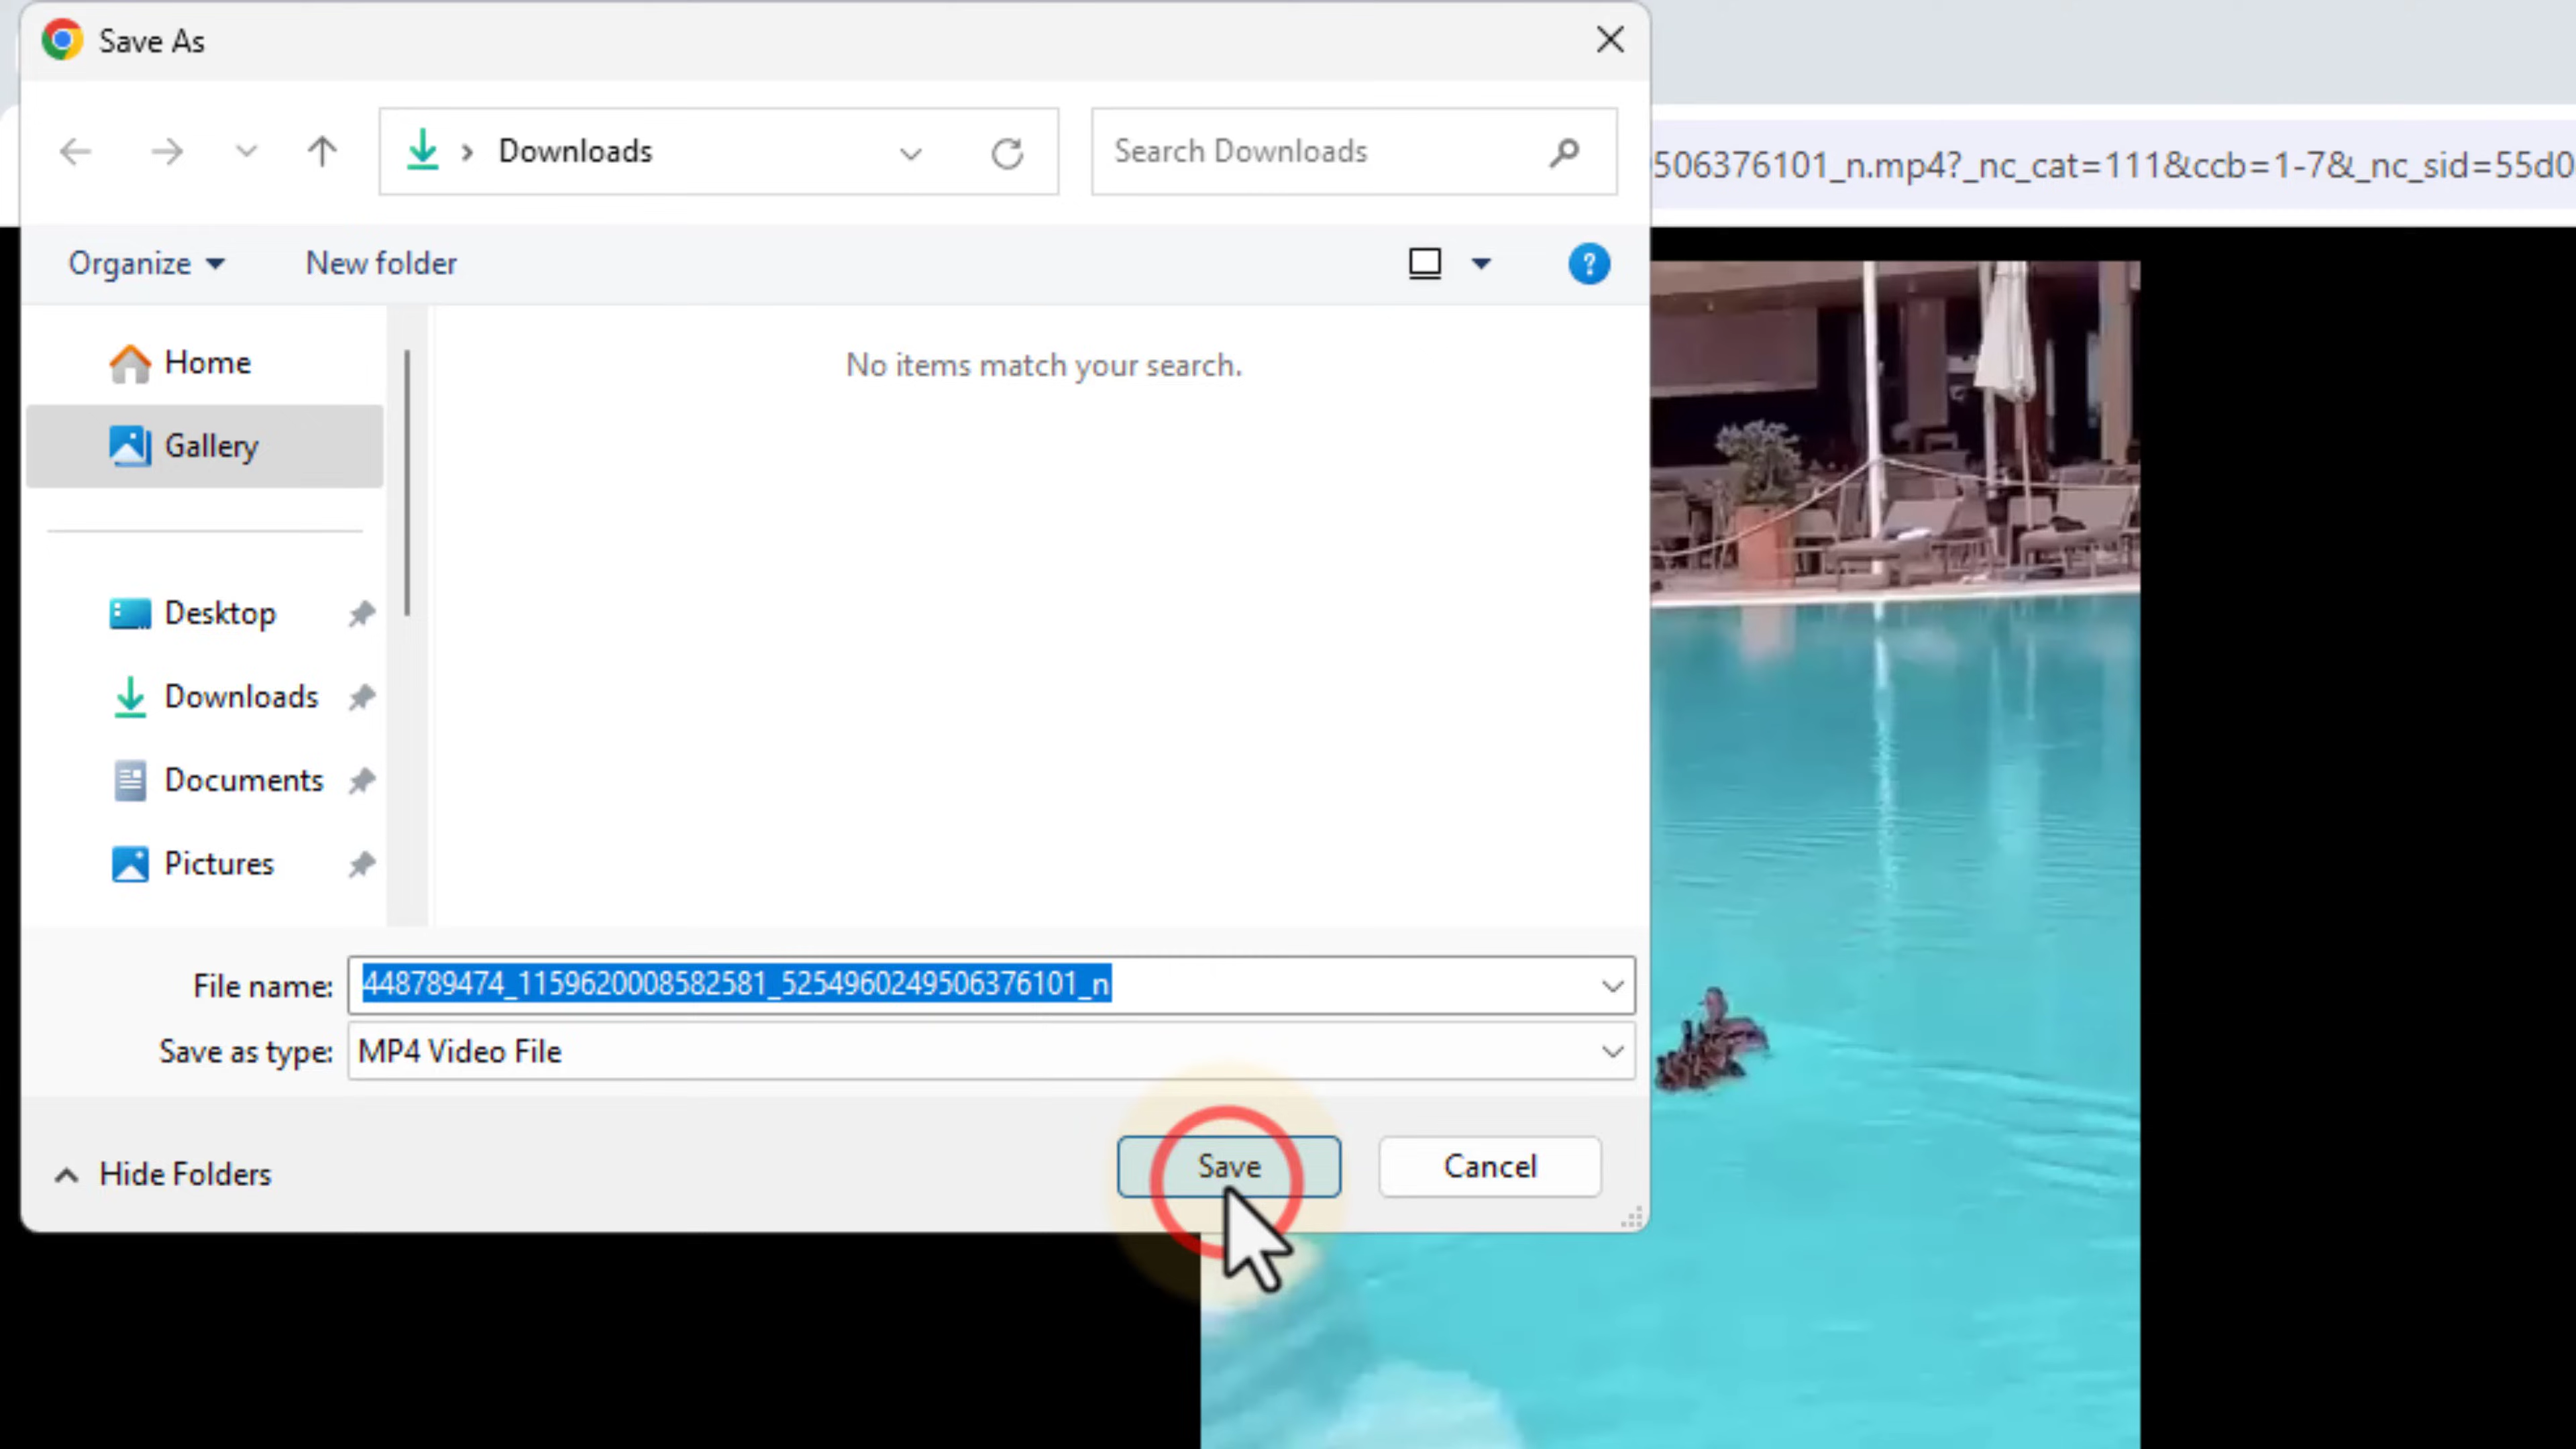 Save As
Downloads
Search Downloads
506376101_n.mp4?_nc_cat=111&ccb=1-7&_nc_sid=55d0
Organize
New folder
?
Home
No items match your search.
Gallery
Desktop
Downloads
Documents
Pictures
File name: 448789474_1159620008582581_5254960249506376101_n
Save as type: MP4 Video File
Hide Folders
Save
Cancel